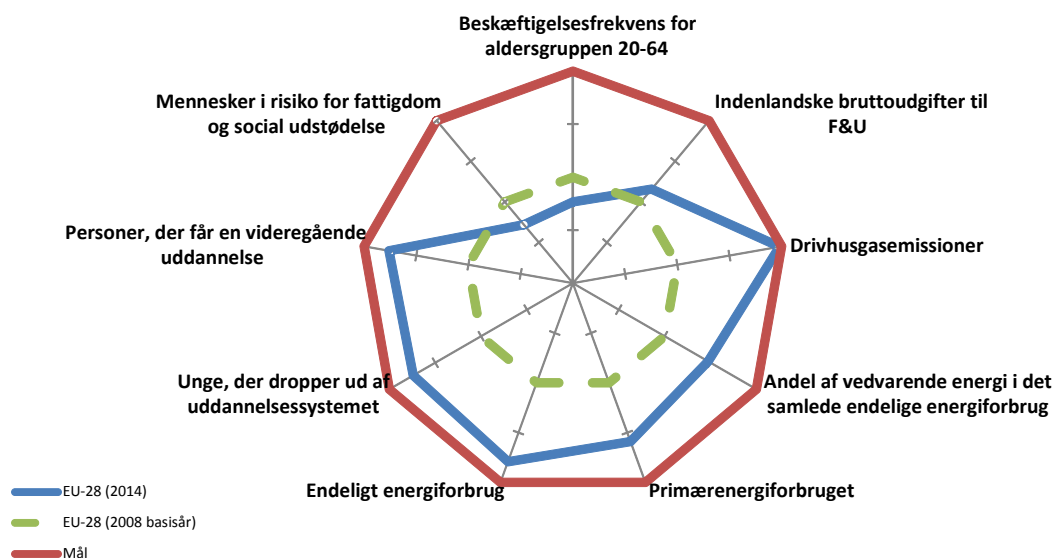 Beskæftigelsesfrekvens for
aldersgruppen 20-64
Mennesker i risiko for fattigdom
og social udstødelse
Indenlandske bruttoudgifter til
F&U
Personer, der får en videregående
uddannelse
Drivhusgasemissioner
Unge, der dropper ud af
uddannelsessystemet
Andel af vedvarende energi i det
samlede endelige energiforbrug
Endeligt energiforbrug
Primærenergiforbruget
EU-28 (2014)
EU-28 (2008 basisår)
Mål